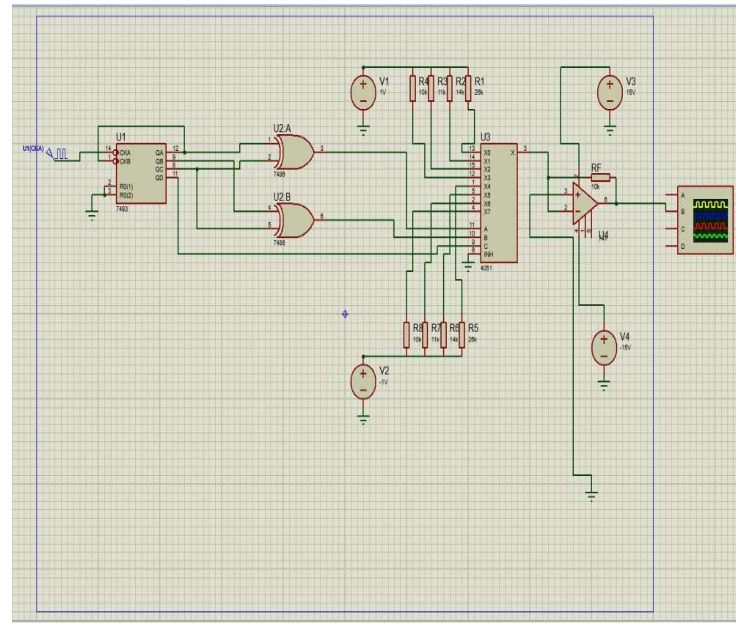 V1
1V
R4
10k
R3
11k
R2
14k
R1
26k
V3
15V
U1(CKA)
U1
14
CKA
QA
12
1
CKB
QB
9
QC
8
QD
11
2
R0(1)
3
R0(2)
7493
U2:A
1
2
3
7486
U2:B
4
5
6
7486
U3
13
X0
X
3
14
X1
15
X2
12
X3
1
X4
5
X5
2
X6
4
X7
11
A
10
B
9
C
6
INH
4051
RF
10k
3
2
6
U4
A
B
C
D
R8
10k
R7
11k
R6
14k
R5
26k
V2
-1V
V4
-15V